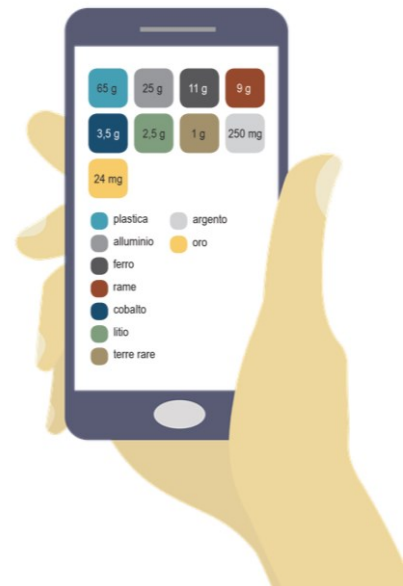 65 g 25 g 11 g 9 g
3,5 g 2,5 g 1 g 250 mg
24 mg
plastica argento
alluminio oro
ferro
rame
cobalto
litio
terre rare